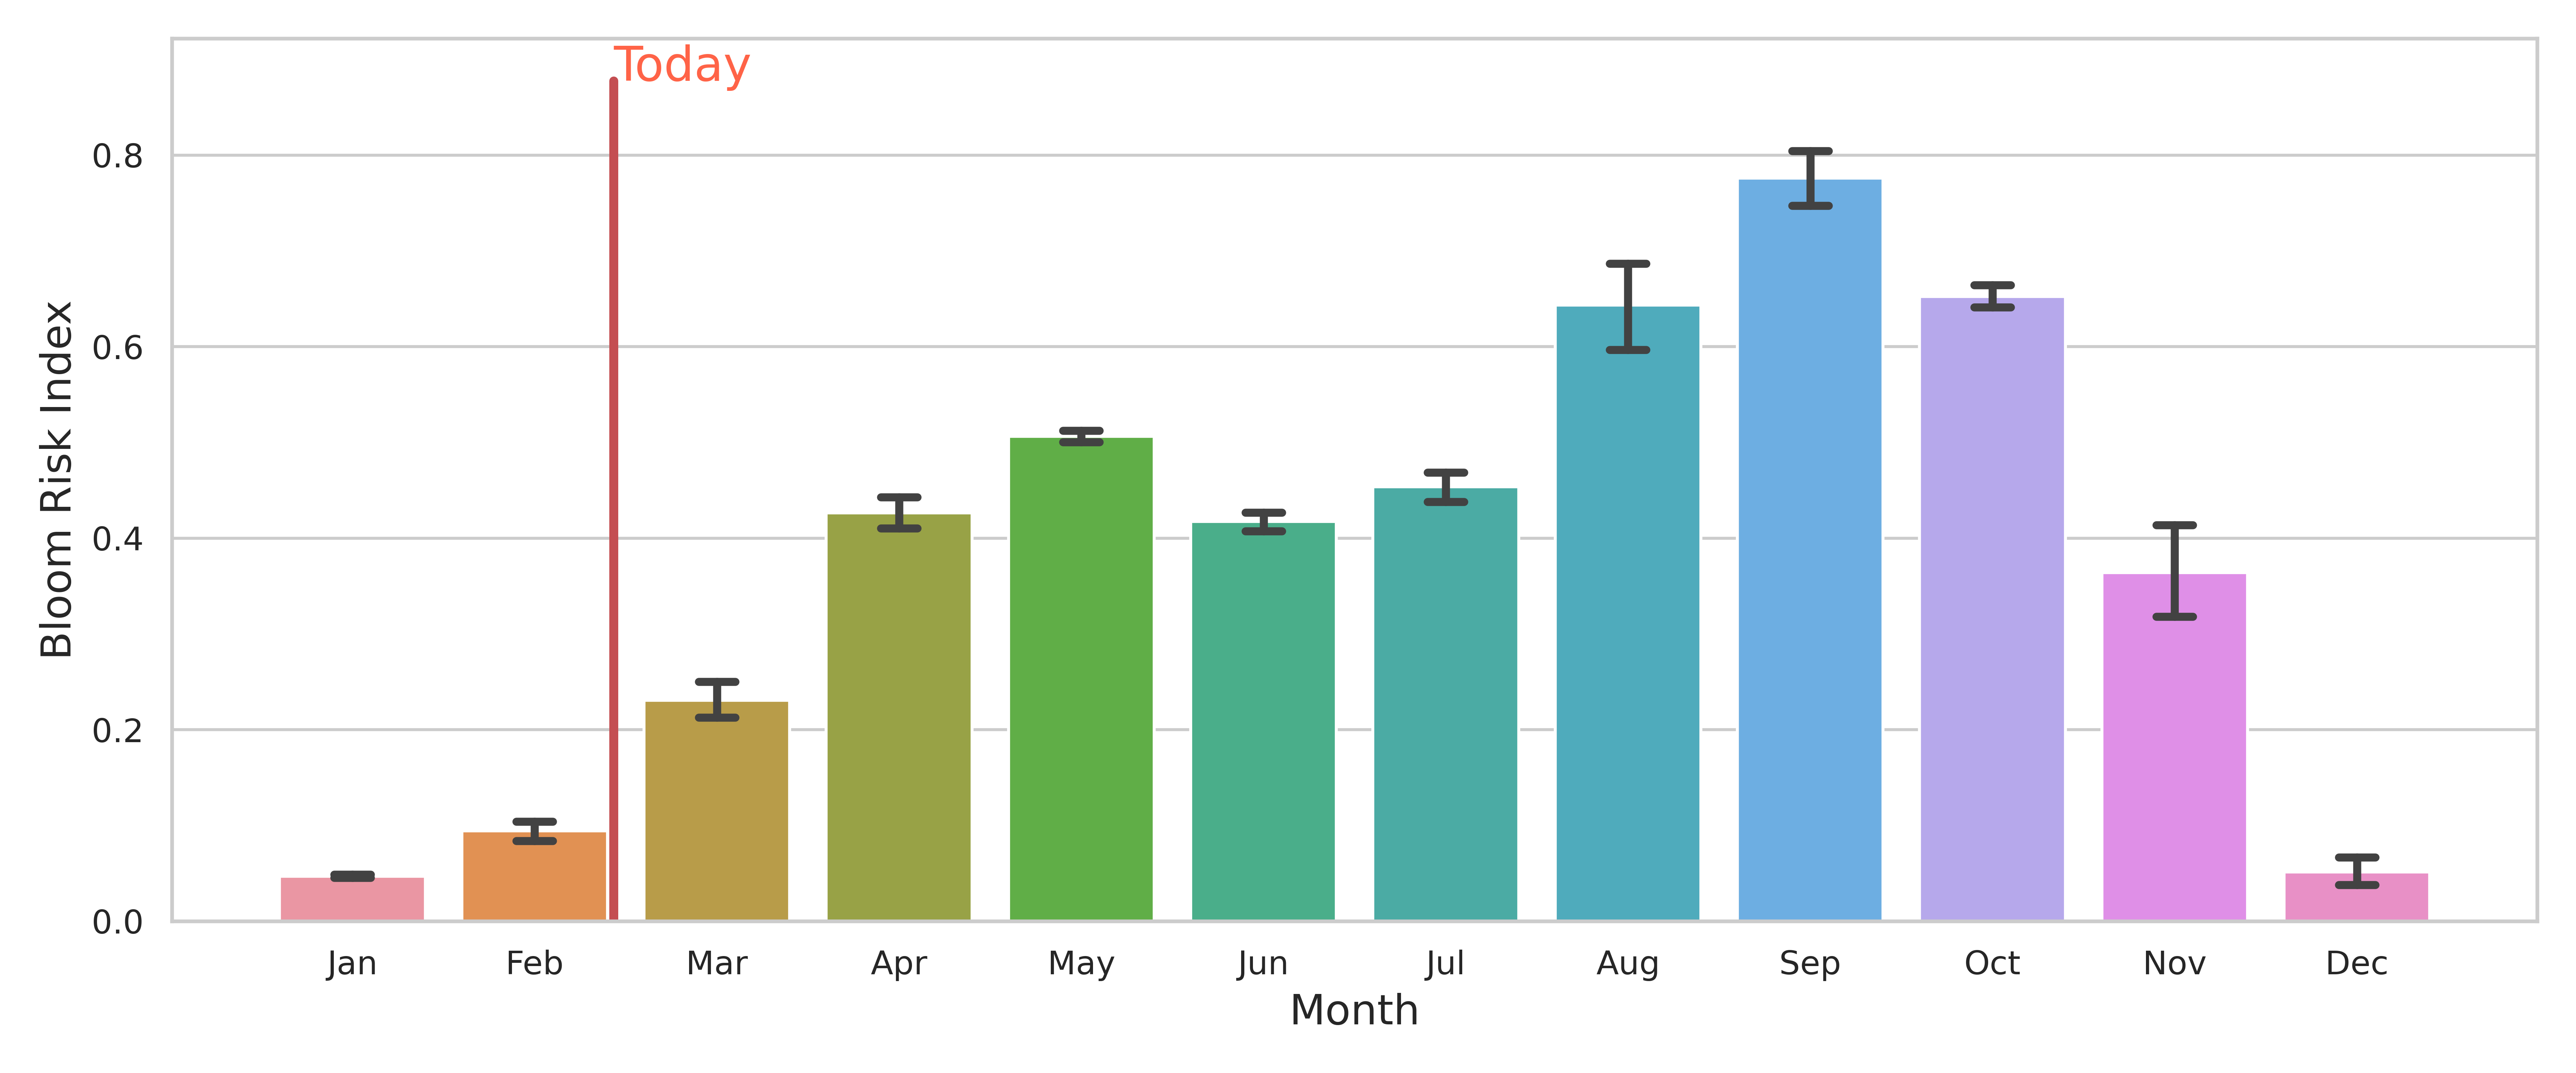 Today
0.8
0.6
0.4
0.2
0.0
Bloom Risk Index
Jan Feb Mar Apr May Jun Jul Aug Sep Oct Nov Dec
Month